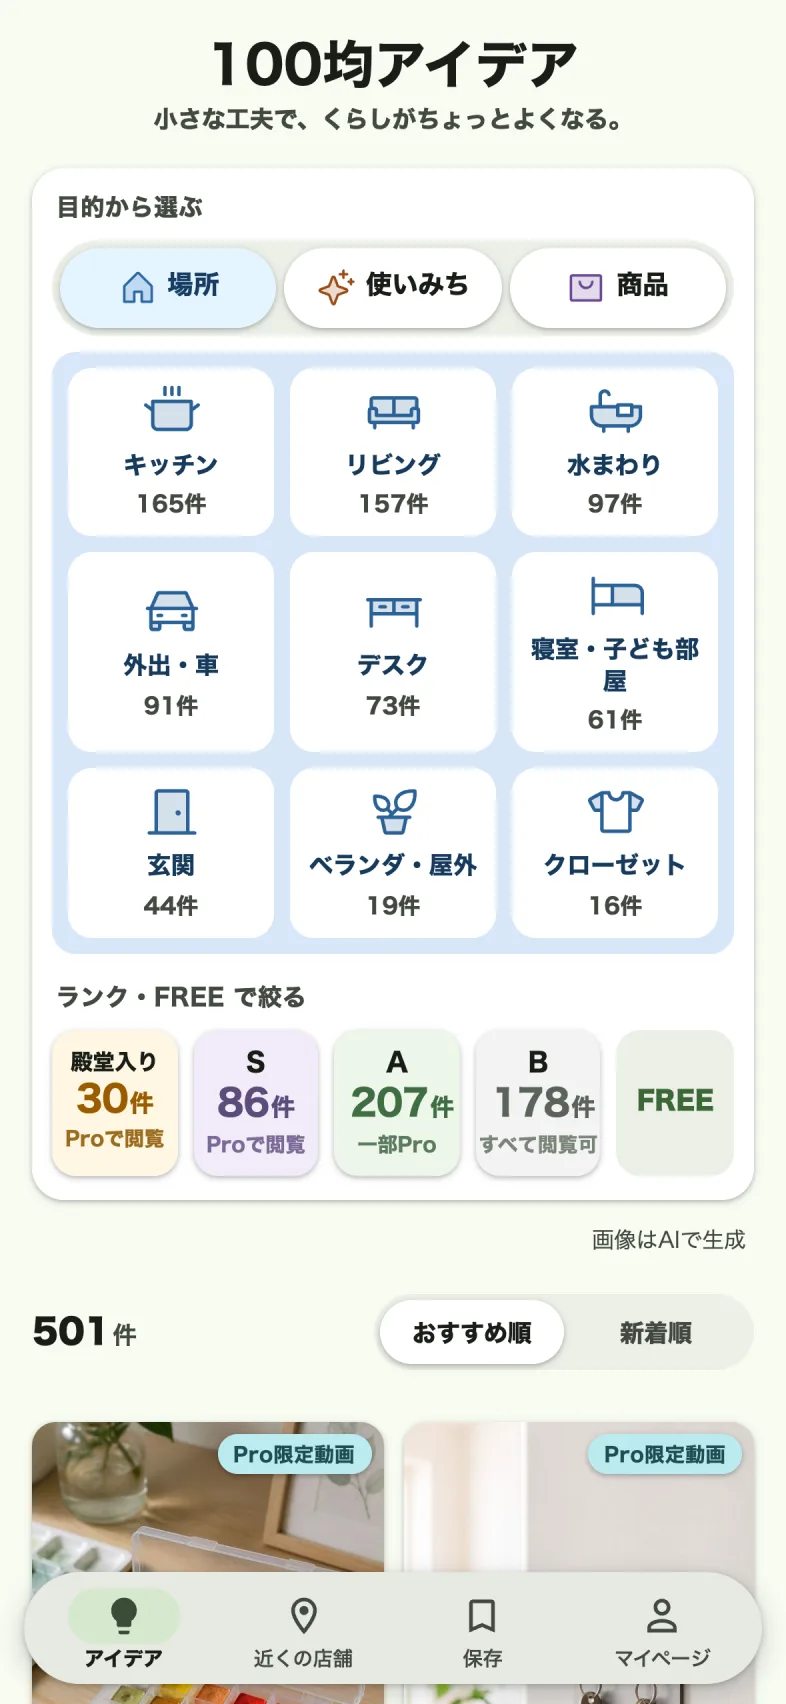 100均アイデア
小さな工夫で、くらしがちょっとよくなる。
目的から選ぶ
場所
使いみち
商品
キッチン
165件
リビング
157件
水まわり
97件
外出・車
91件
デスク
73件
寝室・子ども部
屋
61件
玄関
44件
ベランダ・屋外
19件
クローゼット
16件
ランク・FREE で絞る
殿堂入り
30件
Proで閲覧
S
86件
Proで閲覧
A
207件
一部Pro
B
178件
すべて閲覧可
FREE
画像はAIで生成
501 件
おすすめ順
新着順
Pro限定動画
Pro限定動画
アイデア
近くの店舗
保存
マイページ